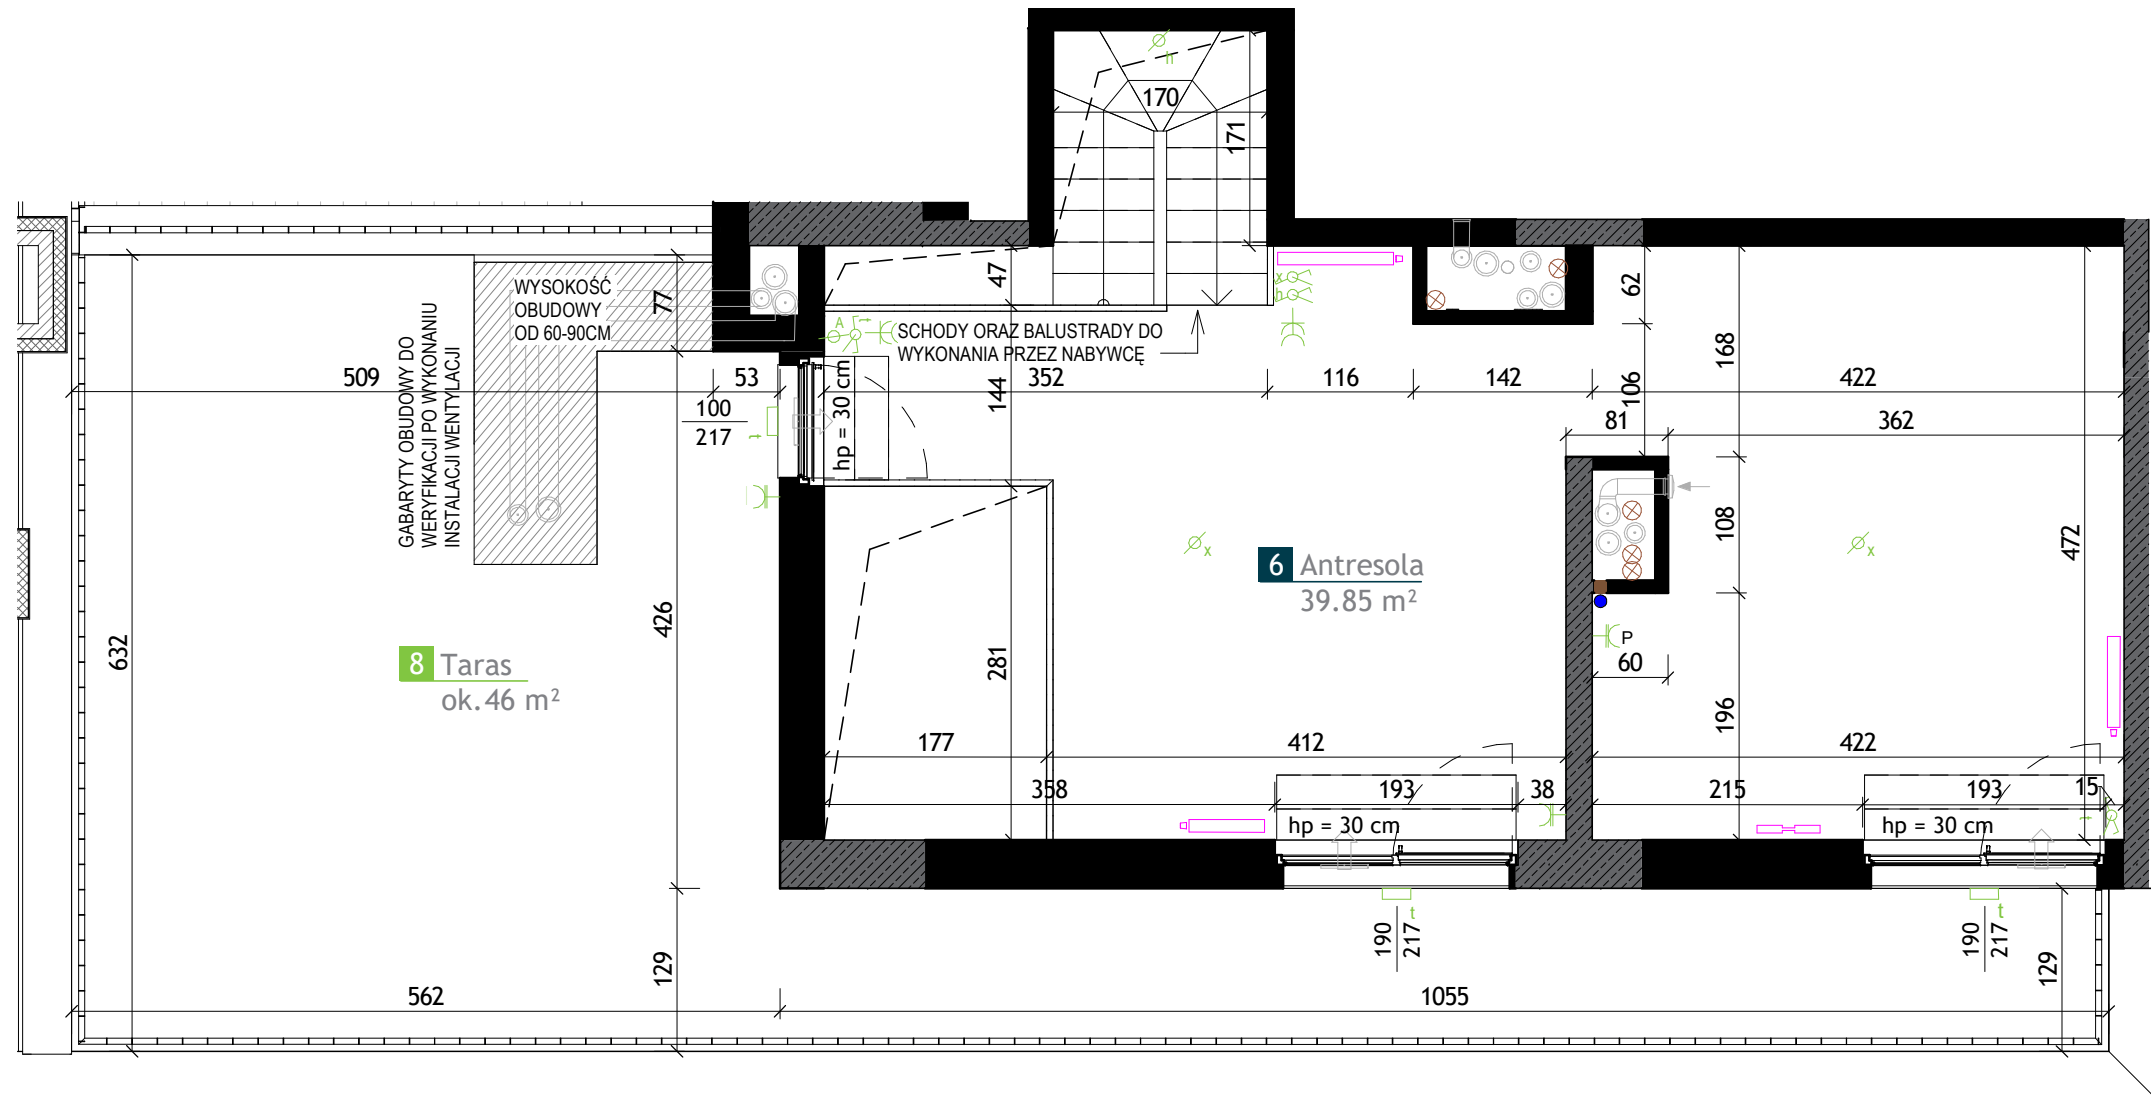 h
170
171
WYSOKOŚĆ
OBUDOWY
OD 60-90CM
77
47
x
h
62
GABARYTY OBUDOWY DO
WERYFIKACJI PO WYKONANIU
INSTALACJI WENTYLACJI
A
t
SCHODY ORAZ BALUSTRADY DO
WYKONANIA PRZEZ NABYWCĘ
168
509
53
352
116
142
106
422
100
217
t
hp = 30 cm
144
81
362
108
472
x
6 Antresola
39.85 m²
x
632
426
8 Taras
ok.46 m²
281
P
60
196
177
412
422
358
193
38
215
193
15
hp = 30 cm
hp = 30 cm
t
t
t
190
217
190
217
129
129
562
1055